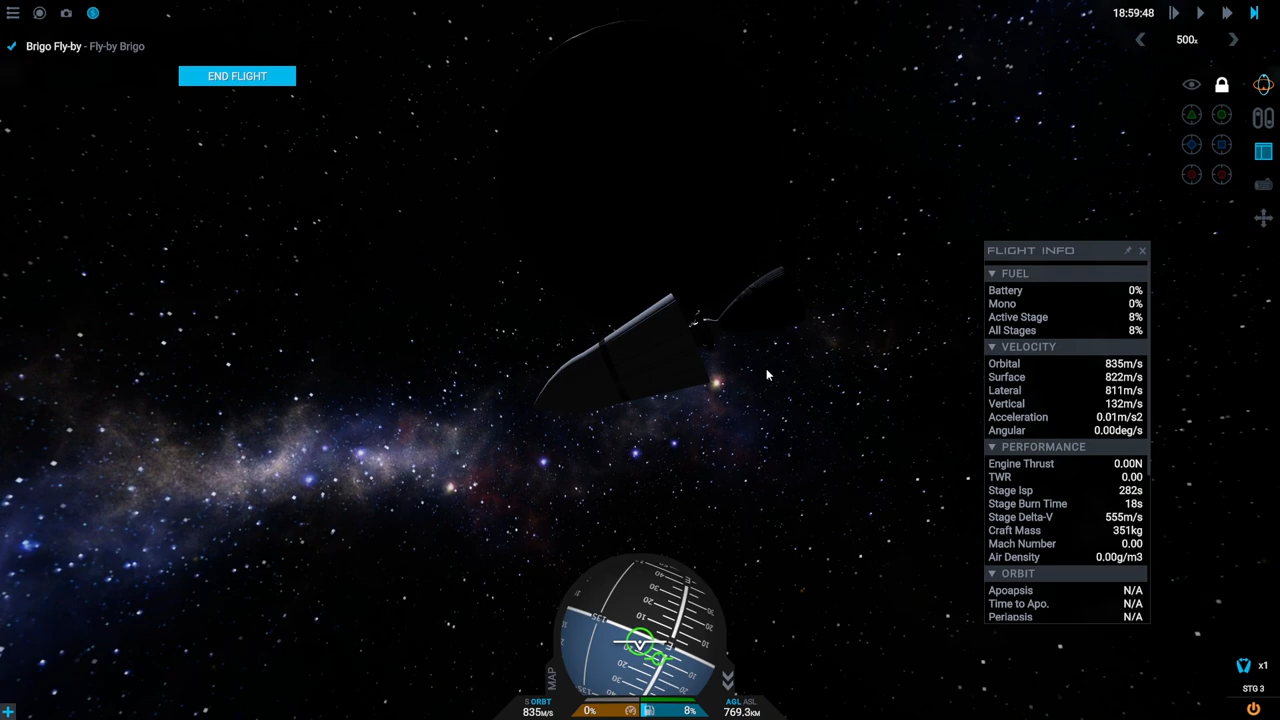 18:59:48
500x
Brigo Fly-by - Fly-by Brigo
END FLIGHT
FLIGHT INFO
FUEL
Battery 0%
Mono 0%
Active Stage 8%
All Stages 8%
VELOCITY
Orbital 835m/s
Surface 822m/s
Lateral 811m/s
Vertical 132m/s
Acceleration 0.01m/s2
Angular 0.00deg/s
PERFORMANCE
Engine Thrust 0.00N
TWR 0.00
Stage Isp 282s
Stage Burn Time 18s
Stage Delta-V 555m/s
Craft Mass 351kg
Mach Number 0.00
Air Density 0.00g/m3
ORBIT
Apoapsis N/A
Time to Apo. N/A
Periapsis N/A
MAP
S ORBT
835M/S
0%
8%
AGL ASL
769.3KM
x1
STG 3